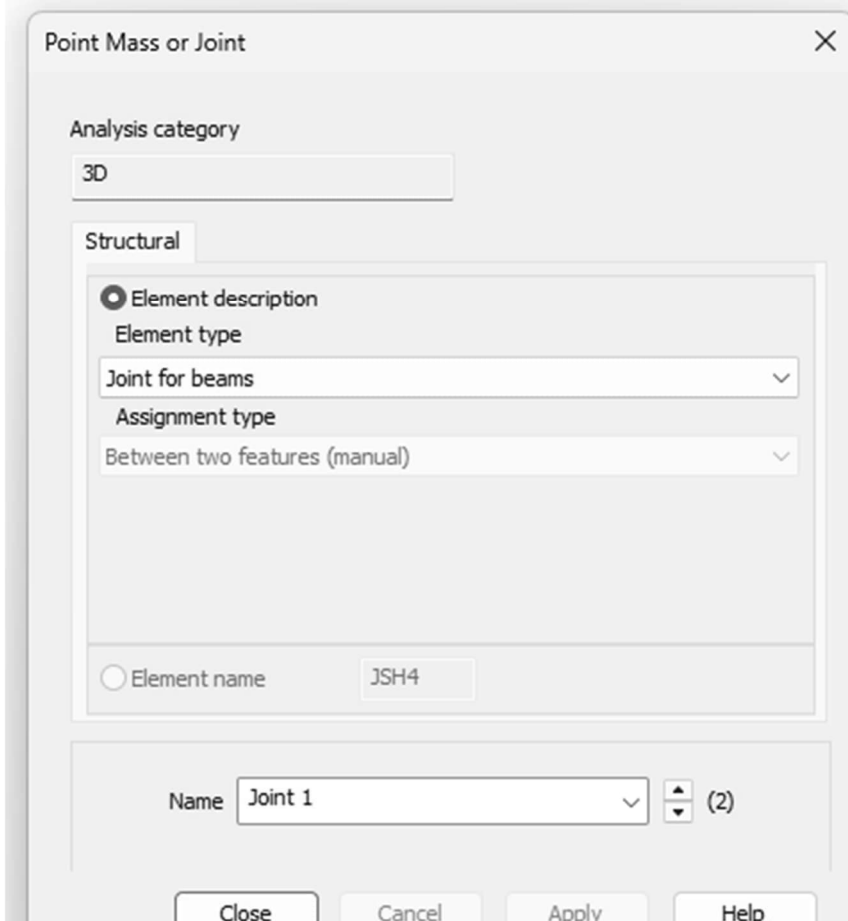 Point Mass or Joint
Analysis category
3D
Structural
Element description
Element type
Joint for beams
Assignment type
Between two features (manual)
Element name JSH4
Name Joint 1 (2)
Close Cancel Apply Help